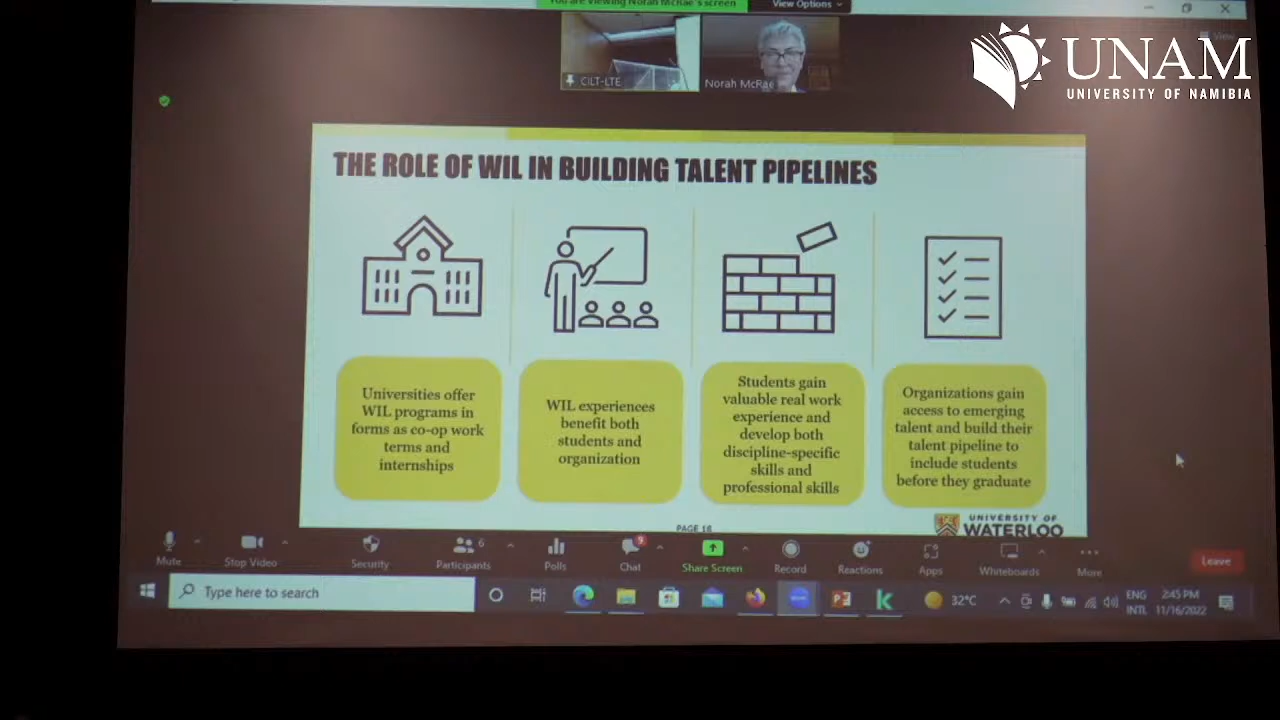 You are viewing Norah McRae's screen
View Options
View
UNAM
UNIVERSITY OF NAMIBIA
CILT-LTE
Norah McRae
THE ROLE OF WIL IN BUILDING TALENT PIPELINES
Universities offer
WIL programs in
forms as co-op work
terms and
internships
WIL experiences
benefit both
students and
organization
Students gain
valuable real work
experience and
develop both
discipline-specific
skills and
professional skills
Organizations gain
access to emerging
talent and build their
talent pipeline to
include students
before they graduate
PAGE 16
UNIVERSITY OF
WATERLOO
Mute
Stop Video
Security
6
Participants
Polls
9
Chat
Share Screen
Record
Reactions
Apps
Whiteboards
More
Leave
Type here to search
32°C
ENG
INTL
2:45 PM
11/16/2022